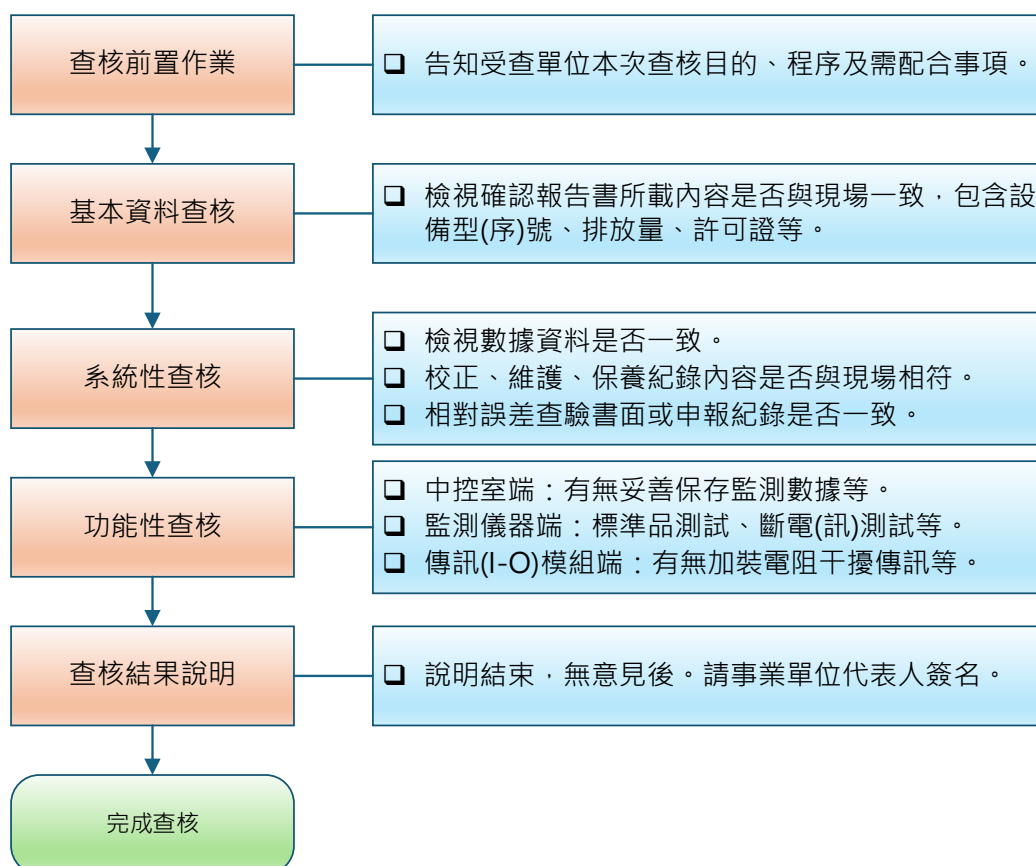 查核前置作業
❑ 告知受查單位本次查核目的、程序及需配合事項。
基本資料查核
❑ 檢視確認報告書所載內容是否與現場一致，包含設
備型(序)號、排放量、許可證等。
系統性查核
❑ 檢視數據資料是否一致。
❑ 校正、維護、保養紀錄內容是否與現場相符。
❑ 相對誤差查驗書面或申報紀錄是否一致。
功能性查核
❑ 中控室端：有無妥善保存監測數據等。
❑ 監測儀器端：標準品測試、斷電(訊)測試等。
❑ 傳訊(I-O)模組端：有無加裝電阻干擾傳訊等。
查核結果說明
❑ 說明結束，無意見後。請事業單位代表人簽名。
完成查核